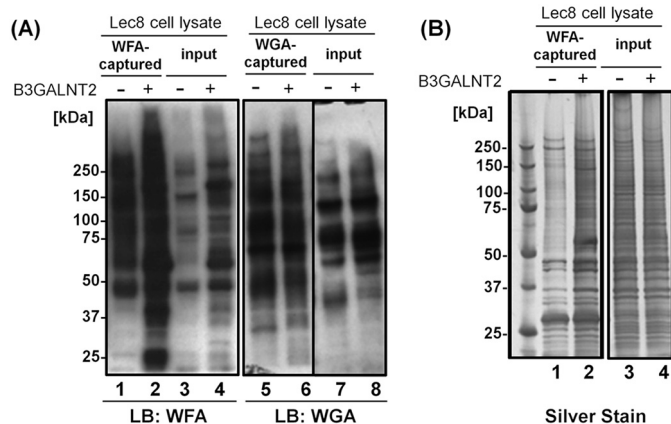 (A)
Lec8 cell lysate
Lec8 cell lysate
WFA-
captured
input
WGA-
captured
input
B3GALNT2
- + - +
- + - +
[kDa]
250-
150-
100-
75-
50-
37-
25-
1 2 3 4
5 6 7 8
LB: WFA
LB: WGA
(B)
Lec8 cell lysate
WFA-
captured
input
B3GALNT2
- + - +
[kDa]
250-
150-
100-
75-
50-
37-
25-
1 2 3 4
Silver Stain